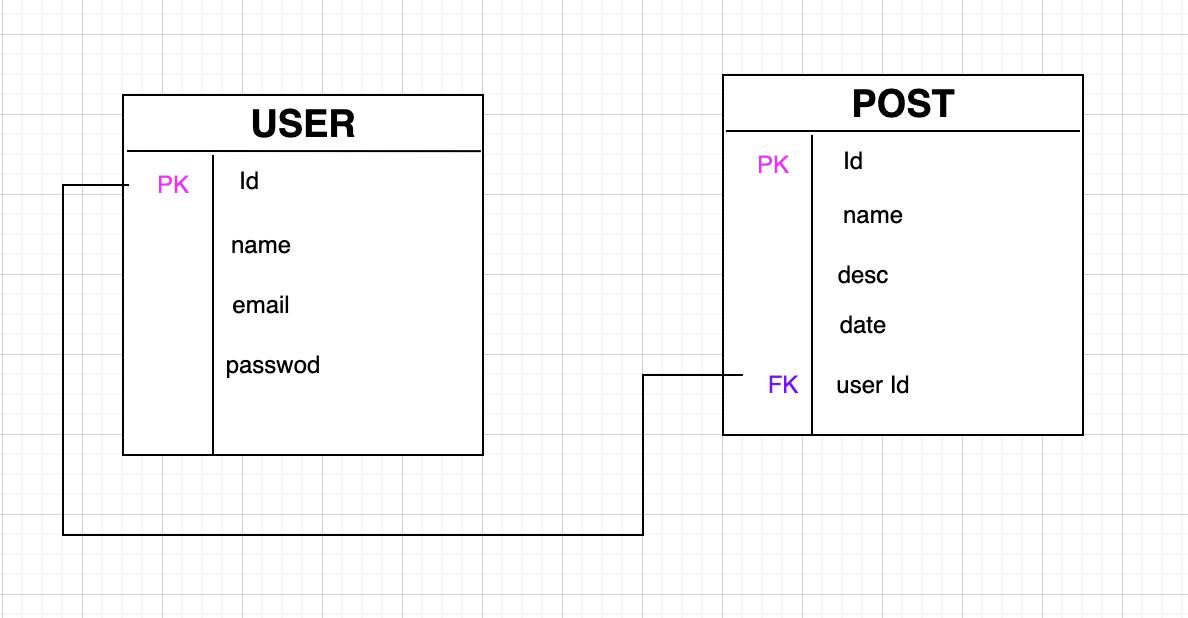 USER
PK Id
name
email
passwod
POST
PK Id
name
desc
date
FK user Id